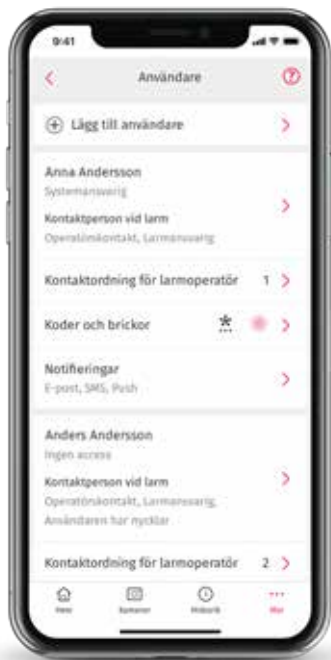 9:41
Användare
Lägg till användare
Anna Andersson
Systemansvarig
Kontaktperson vid larm
Operatörskontakt, Larmansvarig
Kontaktordning för larmoperatör 1
Koder och brickor
Notifieringar
E-post, SMS, Push
Anders Andersson
Ingen access
Kontaktperson vid larm
Operatörskontakt, Larmansvarig,
Användaren har nycklar
Kontaktordning för larmoperatör 2
Hem Kameror Historik Mer